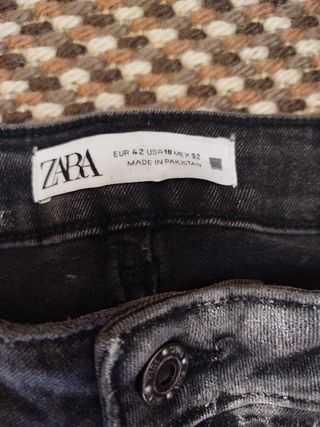 ZARA
EUR 42 USA 10 MEX 32
MADE IN PAKISTAN